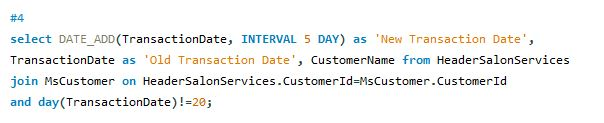 #4
select DATE_ADD(TransactionDate, INTERVAL 5 DAY) as 'New Transaction Date',
TransactionDate as 'Old Transaction Date', CustomerName from HeaderSalonServices
join MsCustomer on HeaderSalonServices.CustomerId=MsCustomer.CustomerId
and day(TransactionDate)!=20;